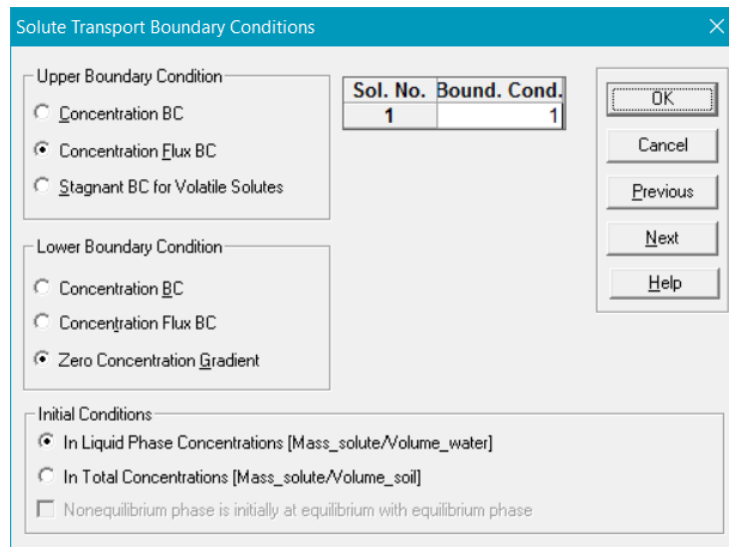 Solute Transport Boundary Conditions
Upper Boundary Condition
Concentration BC
Concentration Flux BC
Stagnant BC for Volatile Solutes
Sol. No. Bound. Cond.
1 1
OK
Cancel
Previous
Next
Help
Lower Boundary Condition
Concentration BC
Concentration Flux BC
Zero Concentration Gradient
Initial Conditions
In Liquid Phase Concentrations [Mass_solute/Volume_water]
In Total Concentrations [Mass_solute/Volume_soil]
Nonequilibrium phase is initially at equilibrium with equilibrium phase